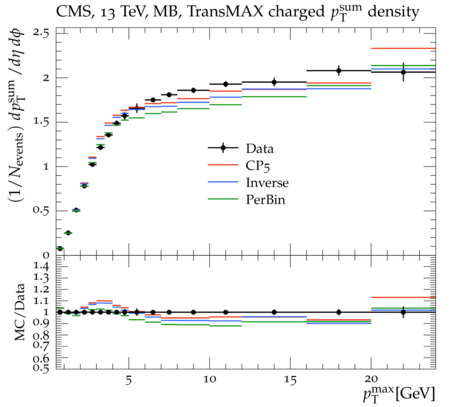 CMS, 13 TeV, MB, TransMAX charged p_T^sum density
(1/N_events) dp_T^sum/dη dϕ
2.5
2
1.5
1
0.5
0
Data
CP5
Inverse
PerBin
MC/Data
1.4
1.3
1.2
1.1
1
0.9
0.8
0.7
0.6
0.5
5 10 15 20
p_T^max[GeV]